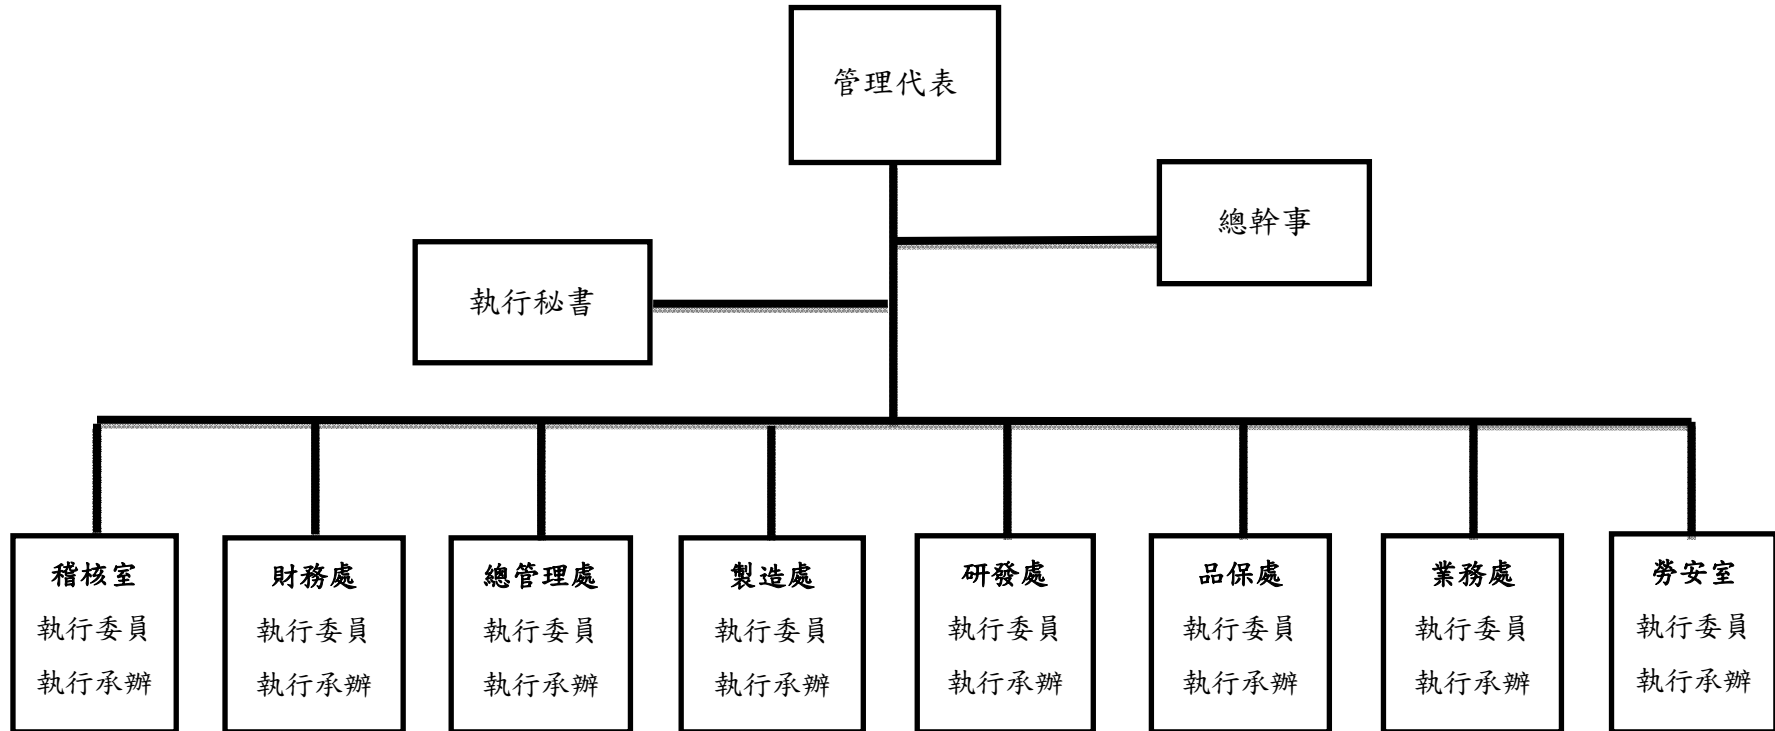 管理代表
總幹事
執行秘書
稽核室
執行委員
執行承辦
財務處
執行委員
執行承辦
總管理處
執行委員
執行承辦
製造處
執行委員
執行承辦
研發處
執行委員
執行承辦
品保處
執行委員
執行承辦
業務處
執行委員
執行承辦
勞安室
執行委員
執行承辦